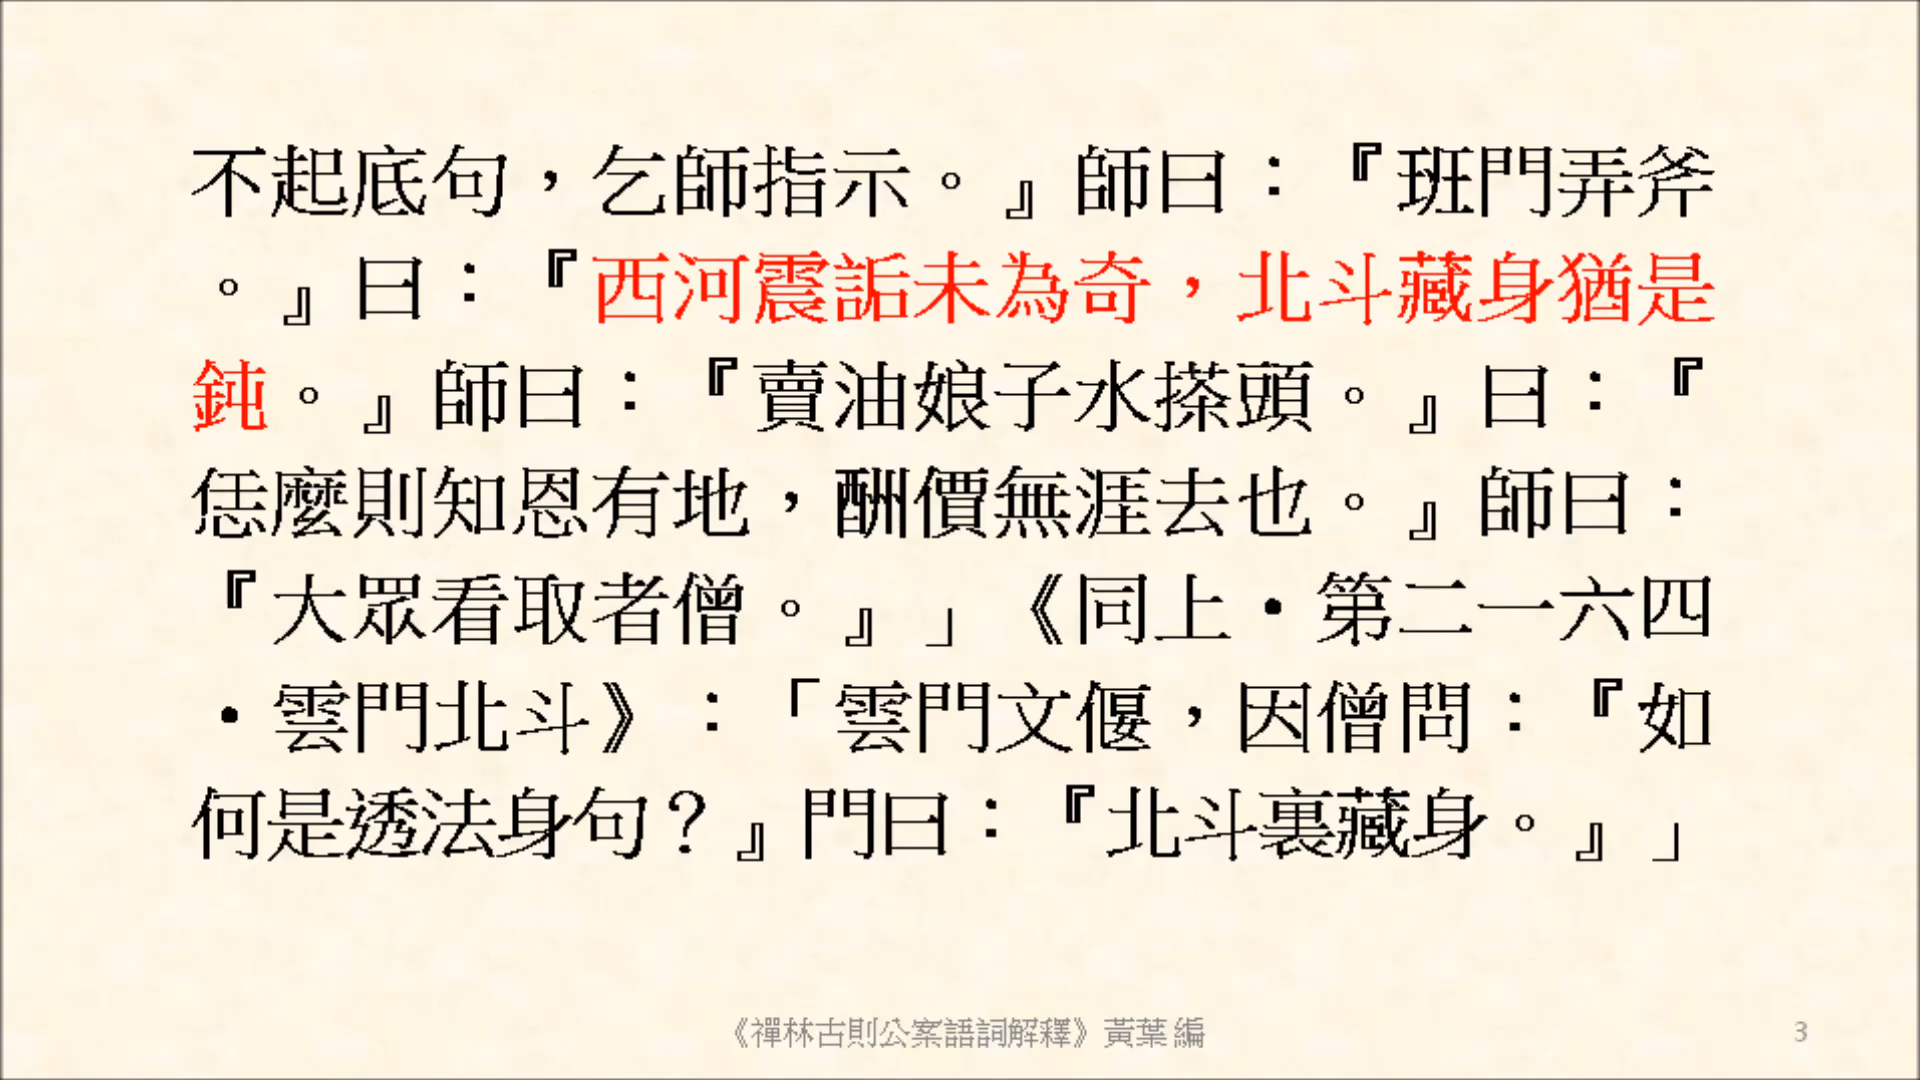 不起底句，乞師指示。』師曰：『班門弄斧
。』曰：『西河震詬未為奇，北斗藏身猶是
鈍。』師曰：『賣油娘子水搽頭。』曰：『
恁麼則知恩有地，酬價無涯去也。』師曰：
『大眾看取者僧。』」《同上・第二一六四
・雲門北斗》：「雲門文偃，因僧問：『如
何是透法身句？』門曰：『北斗裏藏身。』」
《禪林古則公案語詞解釋》黃葉 編
3